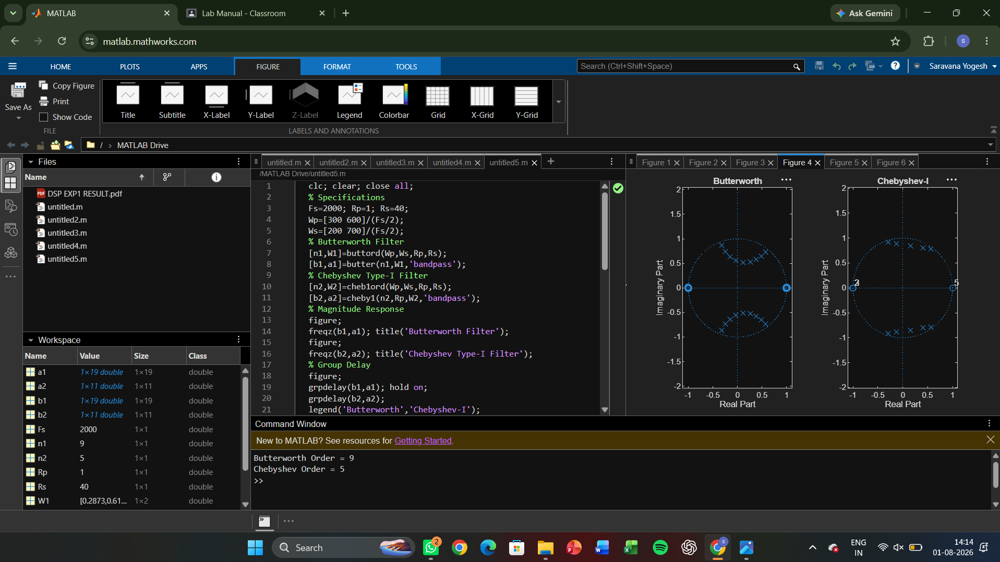 MATLAB
Lab Manual - Classroom
Ask Gemini
matlab.mathworks.com
S
HOME
PLOTS
APPS
FIGURE
FORMAT
TOOLS
Search (Ctrl+Shift+Space)
Saravana Yogesh
Save As
Copy Figure
Print
Show Code
FILE
Title
Subtitle
X-Label
Y-Label
Z-Label
Legend
Colorbar
Grid
X-Grid
Y-Grid
LABELS AND ANNOTATIONS
/ > MATLAB Drive
Files
Name
PDF DSP EXP1 RESULT.pdf
untitled.m
untitled2.m
untitled3.m
untitled4.m
untitled5.m
Workspace
Name Value Size Class
a1 1×19 double 1×19 double
a2 1×11 double 1×11 double
b1 1×19 double 1×19 double
b2 1×11 double 1×11 double
Fs 2000 1×1 double
n1 9 1×1 double
n2 5 1×1 double
Rp 1 1×1 double
Rs 40 1×1 double
W1 [0.2873,0.61... 1×2 double
untitled.m
untitled2.m
untitled3.m
untitled4.m
untitled5.m
/MATLAB Drive/untitled5.m
1 clc; clear; close all;
2 % Specifications
3 Fs=2000; Rp=1; Rs=40;
4 Wp=[300 600]/(Fs/2);
5 Ws=[200 700]/(Fs/2);
6 % Butterworth Filter
7 [n1,W1]=buttord(Wp,Ws,Rp,Rs);
8 [b1,a1]=butter(n1,W1,'bandpass');
9 % Chebyshev Type-I Filter
10 [n2,W2]=cheb1ord(Wp,Ws,Rp,Rs);
11 [b2,a2]=cheby1(n2,Rp,W2,'bandpass');
12 % Magnitude Response
13 figure;
14 freqz(b1,a1); title('Butterworth Filter');
15 figure;
16 freqz(b2,a2); title('Chebyshev Type-I Filter');
17 % Group Delay
18 figure;
19 grpdelay(b1,a1); hold on;
20 grpdelay(b2,a2);
21 legend('Butterworth','Chebyshev-I');
Figure 1
Figure 2
Figure 3
Figure 4
Figure 5
Figure 6
Butterworth
2
1.5
1
0.5
0
-0.5
-1
-1.5
-2
Imaginary Part
-1 -0.5 0 0.5 1
Real Part
Chebyshev-I
2
1.5
1
0.5
0
-0.5
-1
-1.5
-2
5
Imaginary Part
-1 -0.5 0 0.5 1
Real Part
Command Window
New to MATLAB? See resources for Getting Started.
Butterworth Order = 9
Chebyshev Order = 5
>>
Search
2
ENG
IN
14:14
01-08-2026